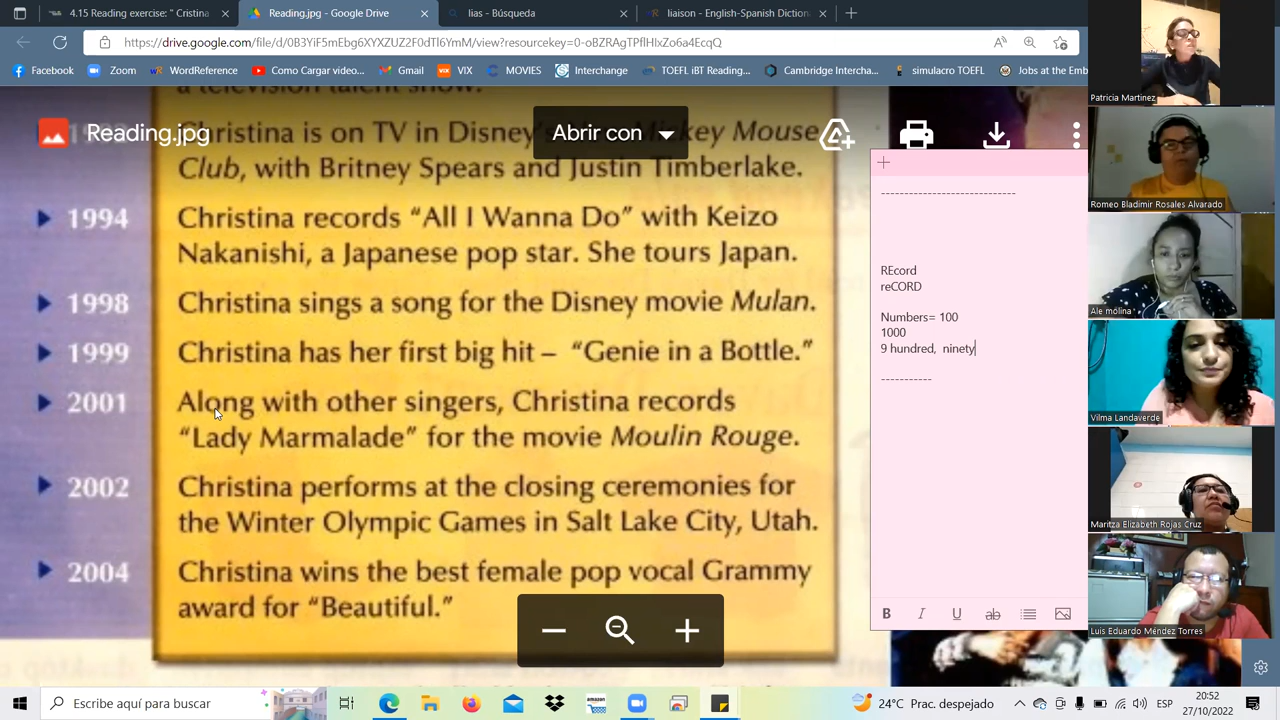 4.15 Reading exercise: " Cristina
Reading.jpg - Google Drive
lias - Búsqueda
liaison - English-Spanish Diction
https://drive.google.com/file/d/0B3YiF5mEbg6XYXZUZ2F0dTl6YmM/view?resourcekey=0-oBZRAgTPflHlxZo6a4EcqQ
Facebook
Zoom
WordReference
Como Cargar video...
Gmail
VIX
MOVIES
Interchange
TOEFL iBT Reading...
Cambridge Intercha...
simulacro TOEFL
Jobs at the Emb
a television talent show.
Reading.jpg
Abrir con
Christina is on TV in Disney's Mickey Mouse
Club, with Britney Spears and Justin Timberlake.
1994 Christina records “All I Wanna Do” with Keizo
Nakanishi, a Japanese pop star. She tours Japan.
1998 Christina sings a song for the Disney movie Mulan.
1999 Christina has her first big hit – “Genie in a Bottle.”
2001 Along with other singers, Christina records
“Lady Marmalade” for the movie Moulin Rouge.
2002 Christina performs at the closing ceremonies for
the Winter Olympic Games in Salt Lake City, Utah.
2004 Christina wins the best female pop vocal Grammy
award for “Beautiful.”
----------------------------
REcord
reCORD
Numbers= 100
1000
9 hundred, ninety
-----------
B I U ab
Patricia Martinez
Romeo Bladimir Rosales Alvarado
Ale molina
Vilma Landaverde
Maritza Elizabeth Rojas Cruz
Luis Eduardo Méndez Torres
Escribe aquí para buscar
amazon
24°C Prac. despejado
ESP
20:52
27/10/2022